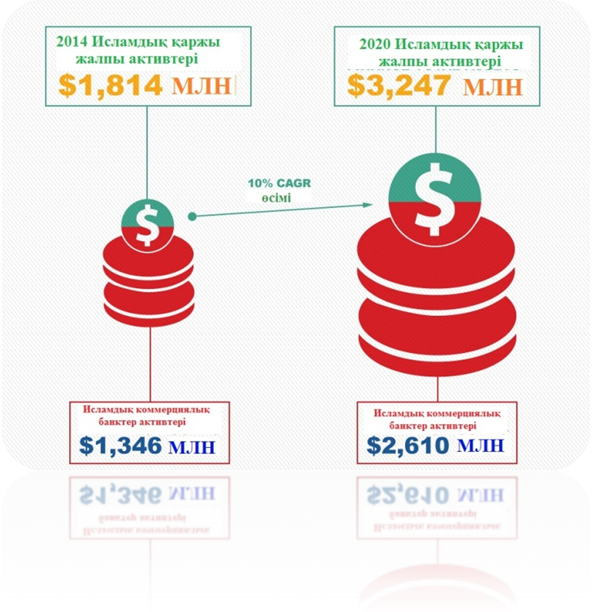 2014 Исламдық қаржы
жалпы активтері
$1,814 МЛН
2020 Исламдық қаржы
жалпы активтері
$3,247 МЛН
10% CAGR
өсімі
$
$
Исламдық коммерциялық
банктер активтері
$1,346 МЛН
Исламдық коммерциялық
банктер активтері
$2,610 МЛН